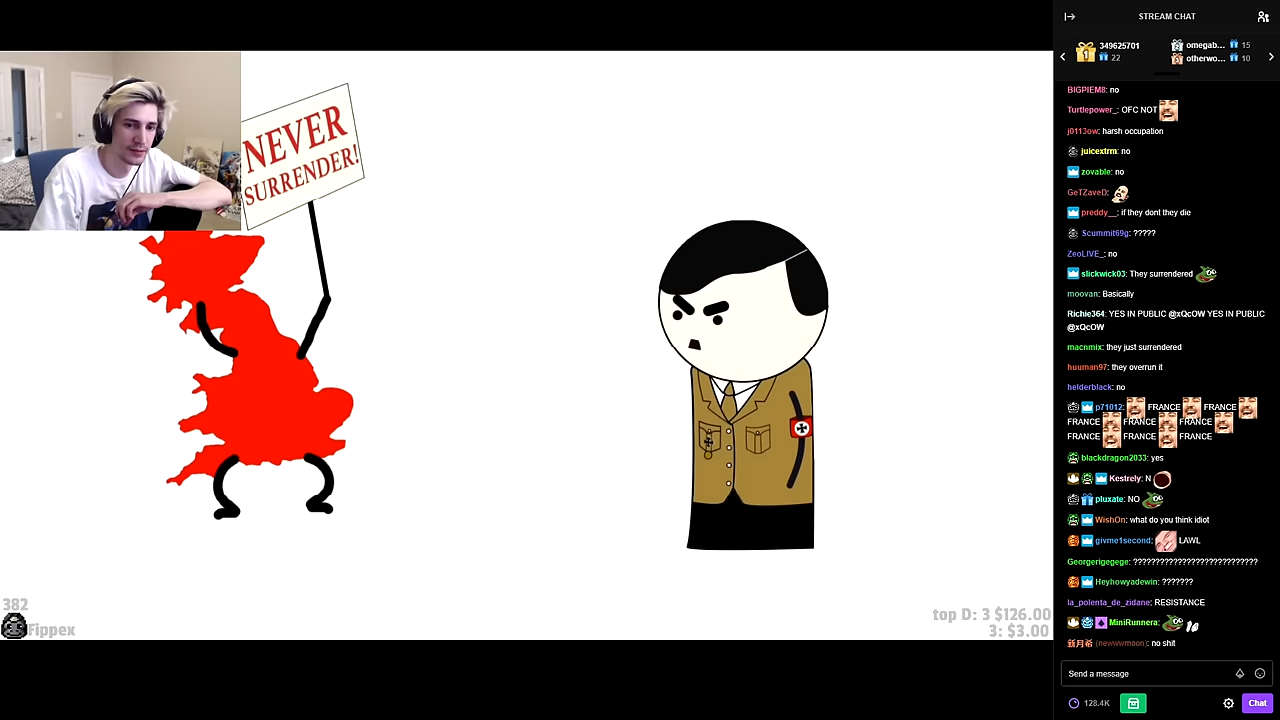 NEVER
SURRENDER!
382
Fippex
top D: 3 $126.00
3: $3.00
STREAM CHAT
349625701
22
omegab... 15
otherwo... 10
BIGPIEM8: no
Turtlepower_: OFC NOT
j0113ow: harsh occupation
juicextrm: no
zovable: no
GeTZaveD:
preddy__: if they dont they die
Scummit69g: ?????
ZeoLIVE_: no
slickwick03: They surrendered
moovan: Basically
Richie364: YES IN PUBLIC @xQcOW YES IN PUBLIC
@xQcOW
macnmix: they just surrendered
huuman97: they overrun it
helderblack: no
p71012: FRANCE FRANCE
FRANCE FRANCE FRANCE
FRANCE FRANCE FRANCE
blackdragon2033: yes
Kestrely: N
pluxate: NO
WishOn: what do you think idiot
givme1second: LAWL
Georgerigegege: ????????????????????????????
Heyhowyadewin: ???????
la_polenta_de_zidane: RESISTANCE
MiniRunnera:
新月希 (newwwmoon): no shit
Send a message
128.4K
Chat